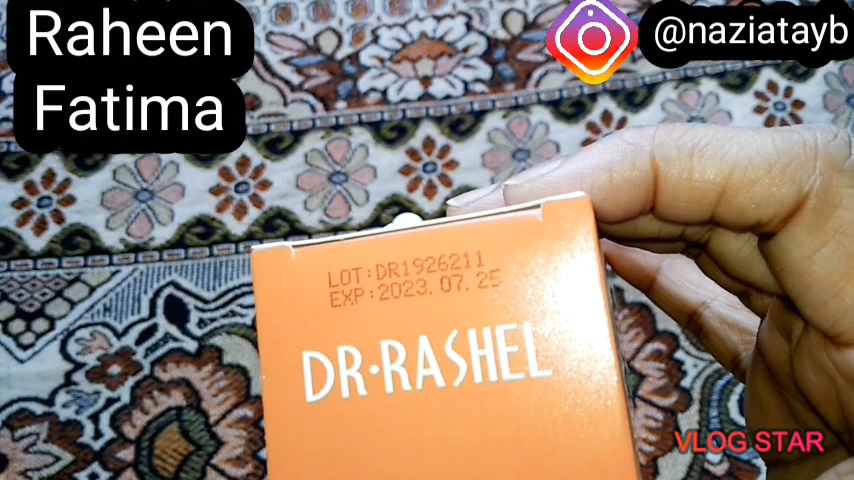 Raheen
Fatima
@naziatayb
LOT:DR1926211
EXP:2023.07.25
DR·RASHEL
VLOG STAR